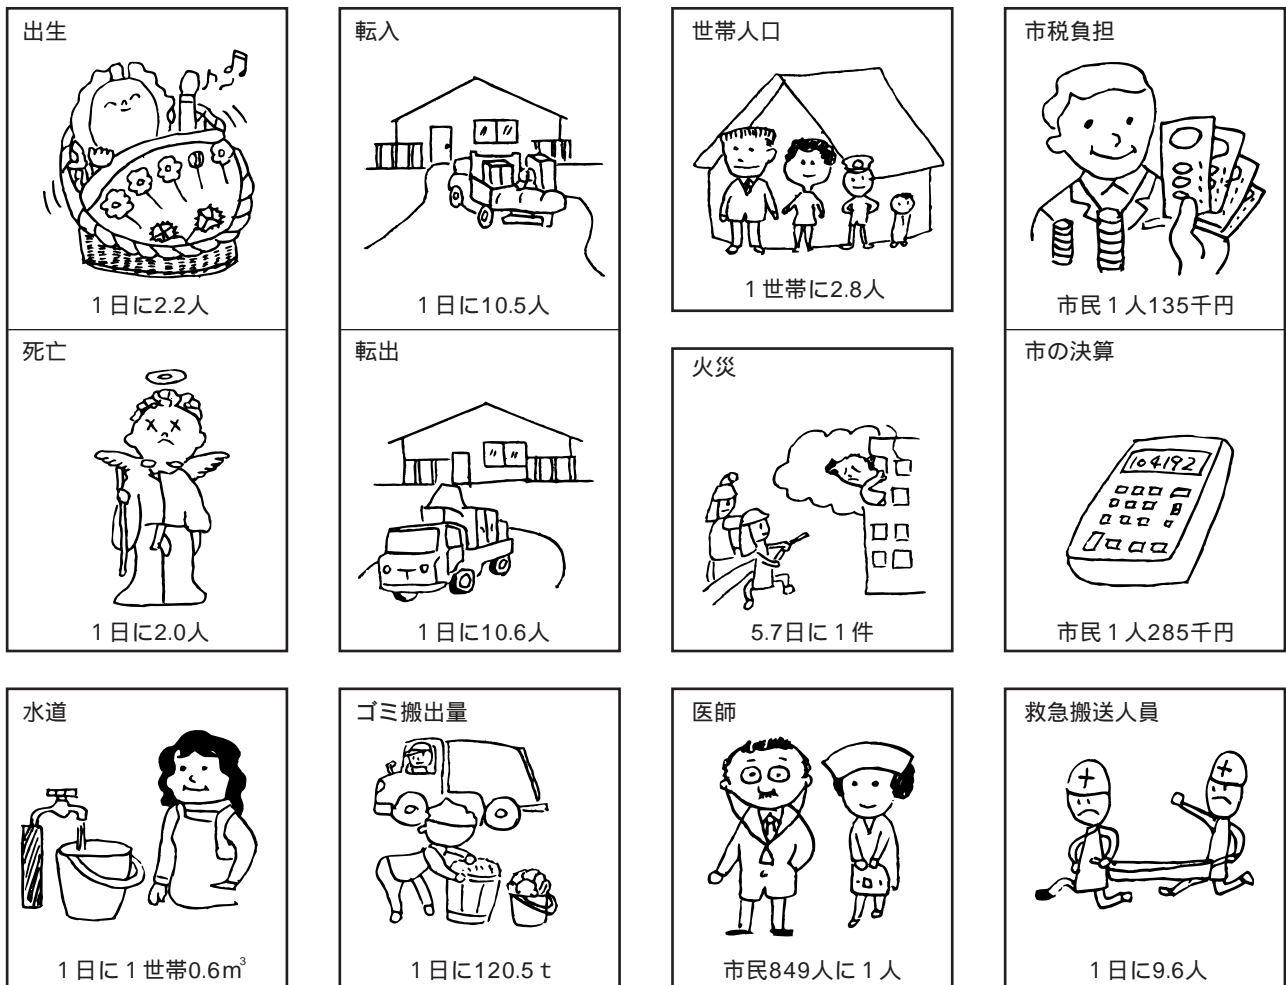 出生
1日に2.2人
死亡
1日に2.0人
転入
1日に10.5人
転出
1日に10.6人
世帯人口
1世帯に2.8人
火災
5.7日に1件
市税負担
市民1人135千円
市の決算
104192
市民1人285千円
水道
1日に1世帯0.6m³
ゴミ搬出量
1日に120.5t
医師
市民849人に1人
救急搬送人員
1日に9.6人